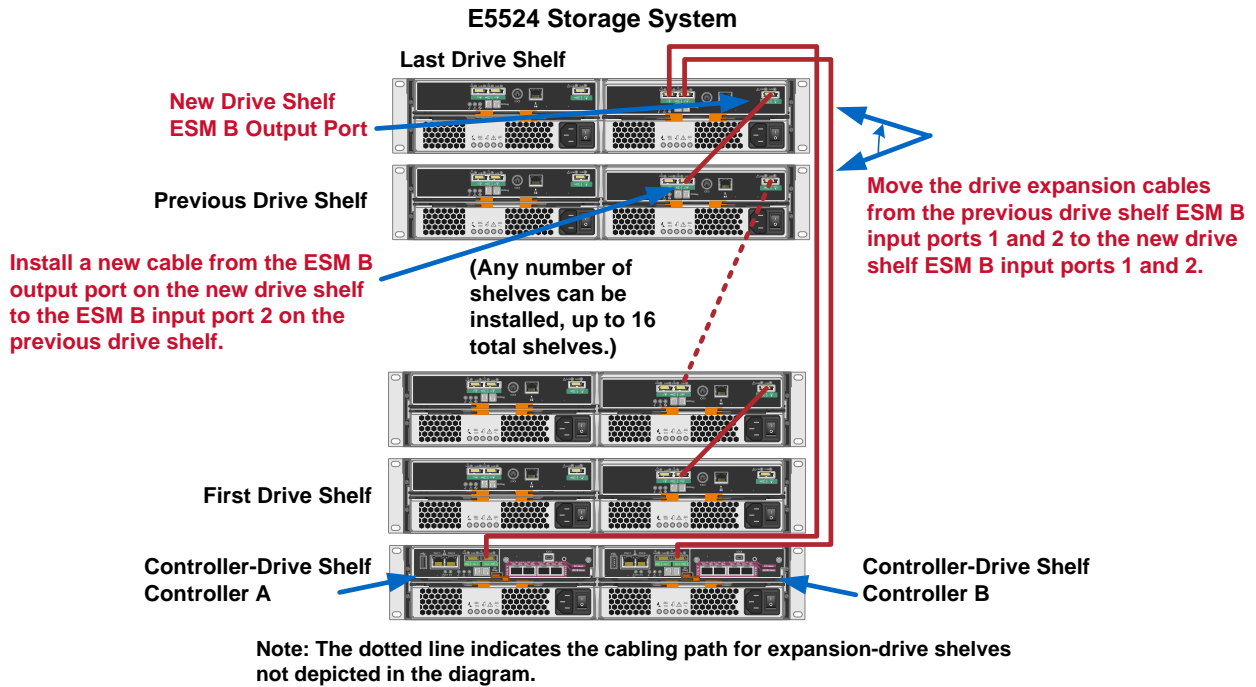 E5524 Storage System
Last Drive Shelf
New Drive Shelf
ESM B Output Port
Previous Drive Shelf
Move the drive expansion cables
from the previous drive shelf ESM B
input ports 1 and 2 to the new drive
shelf ESM B input ports 1 and 2.
Install a new cable from the ESM B
output port on the new drive shelf
to the ESM B input port 2 on the
previous drive shelf.
(Any number of
shelves can be
installed, up to 16
total shelves.)
First Drive Shelf
Controller-Drive Shelf
Controller A
Controller-Drive Shelf
Controller B
Note: The dotted line indicates the cabling path for expansion-drive shelves
not depicted in the diagram.